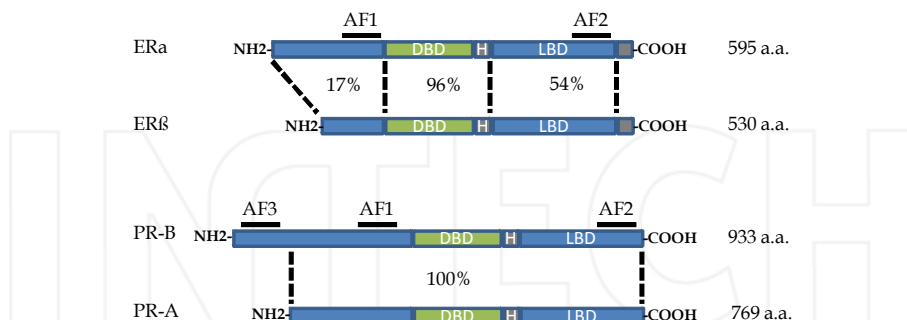 AF1 AF2
ERa NH2- DBD H LBD -COOH 595 a.a.
17% 96% 54%
ERß NH2- DBD H LBD -COOH 530 a.a.
AF3 AF1 AF2
PR-B NH2- DBD H LBD -COOH 933 a.a.
100%
PR-A NH2- DBD H LBD -COOH 769 a.a.
INTECH